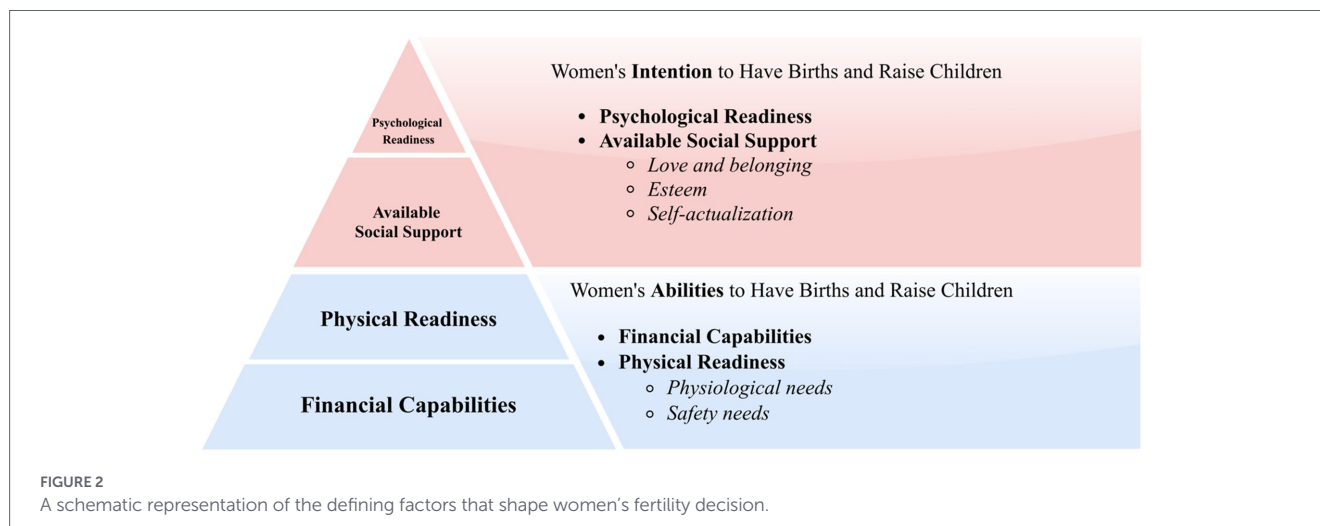 Psychological
Readiness
Available
Social Support
Physical Readiness
Financial Capabilities
Women's Intention to Have Births and Raise Children
• Psychological Readiness
• Available Social Support
○ Love and belonging
○ Esteem
○ Self-actualization
Women's Abilities to Have Births and Raise Children
• Financial Capabilities
• Physical Readiness
○ Physiological needs
○ Safety needs
FIGURE 2
A schematic representation of the defining factors that shape women's fertility decision.